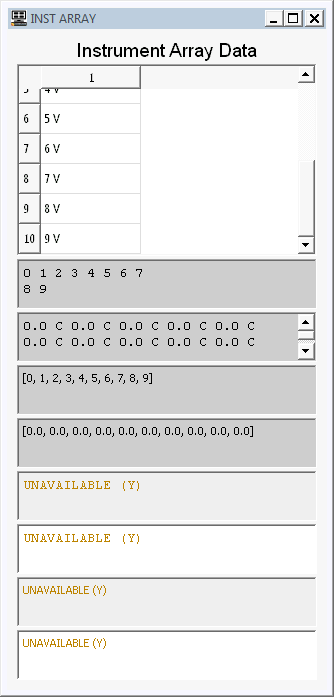 INST ARRAY
Instrument Array Data
1
5 4 V
6 5 V
7 6 V
8 7 V
9 8 V
10 9 V
0 1 2 3 4 5 6 7
8 9
0.0 C 0.0 C 0.0 C 0.0 C 0.0 C
0.0 C 0.0 C 0.0 C 0.0 C 0.0 C
[0, 1, 2, 3, 4, 5, 6, 7, 8, 9]
[0.0, 0.0, 0.0, 0.0, 0.0, 0.0, 0.0, 0.0, 0.0, 0.0]
UNAVAILABLE (Y)
UNAVAILABLE (Y)
UNAVAILABLE (Y)
UNAVAILABLE (Y)